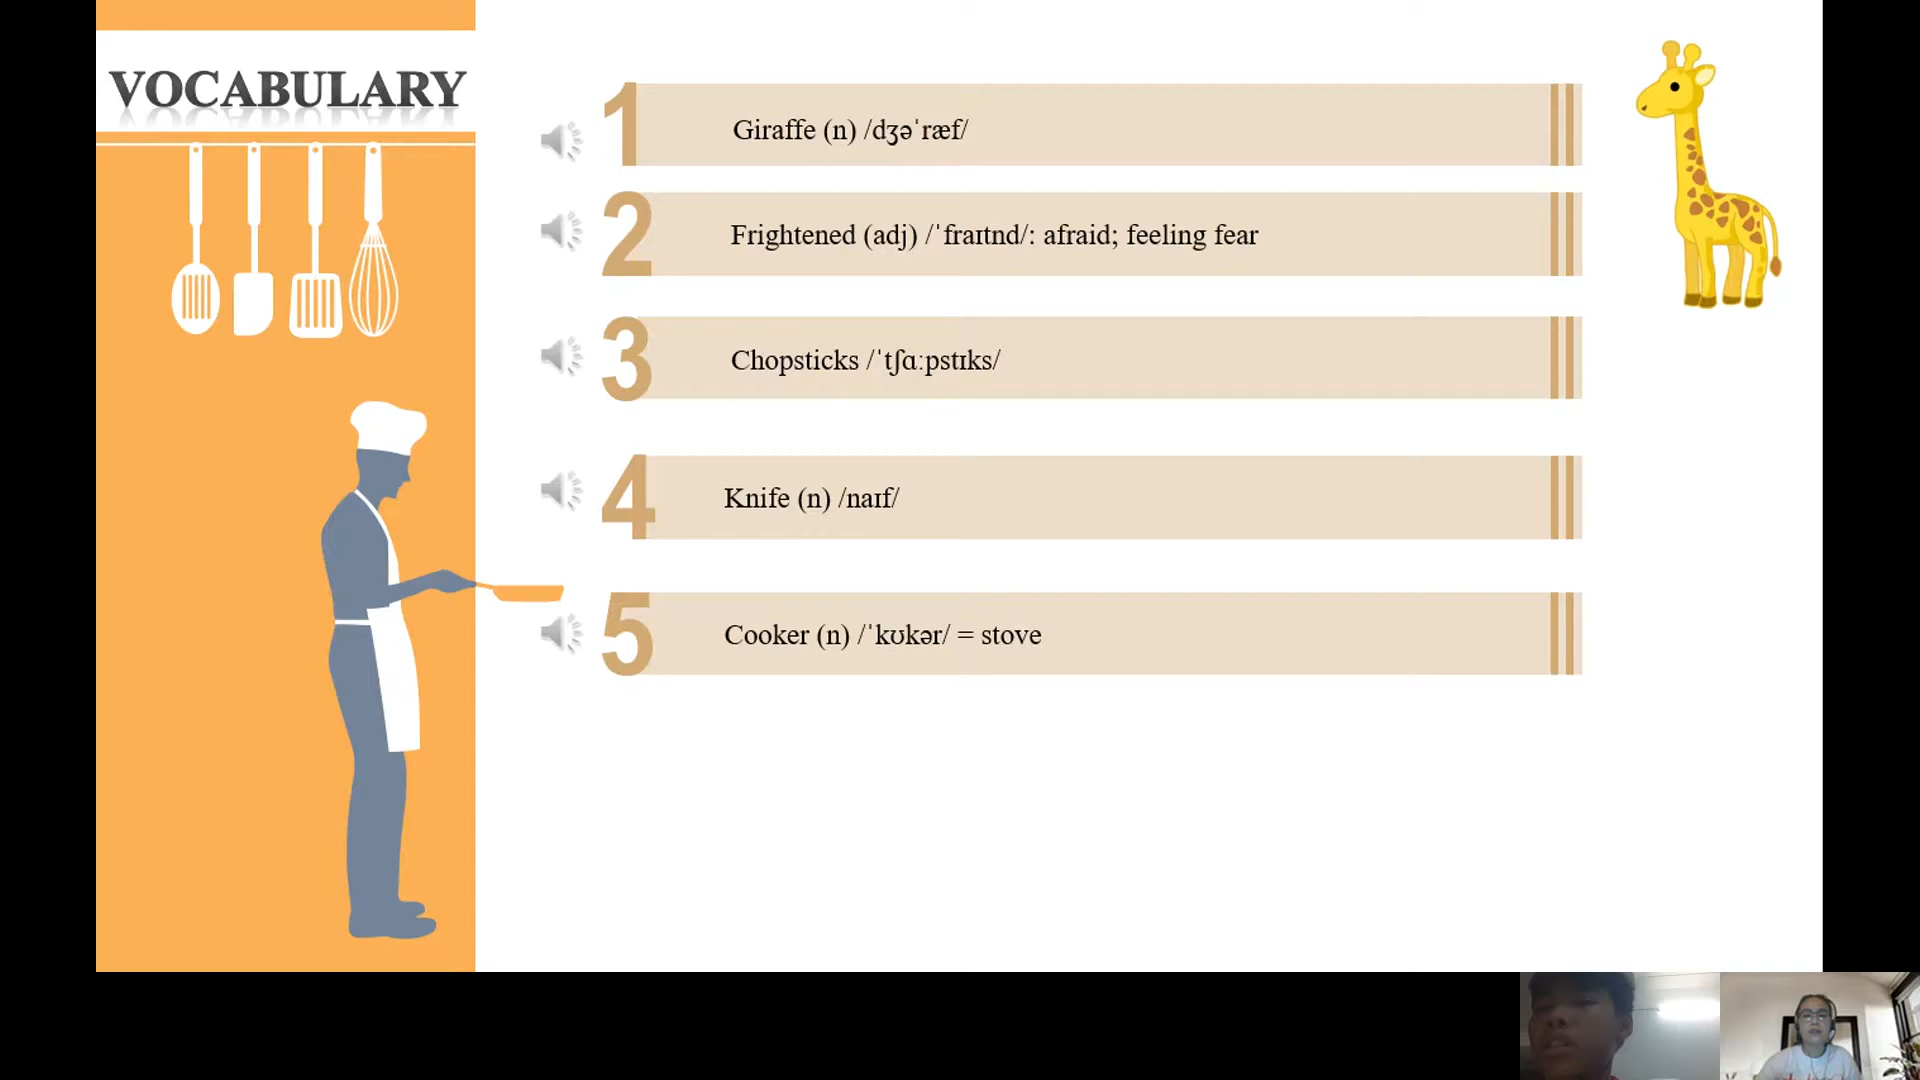 VOCABULARY
1 Giraffe (n) /dʒəˈræf/
2 Frightened (adj) /ˈfraɪtnd/: afraid; feeling fear
3 Chopsticks /ˈtʃɑːpstɪks/
4 Knife (n) /naɪf/
5 Cooker (n) /ˈkʊkər/ = stove